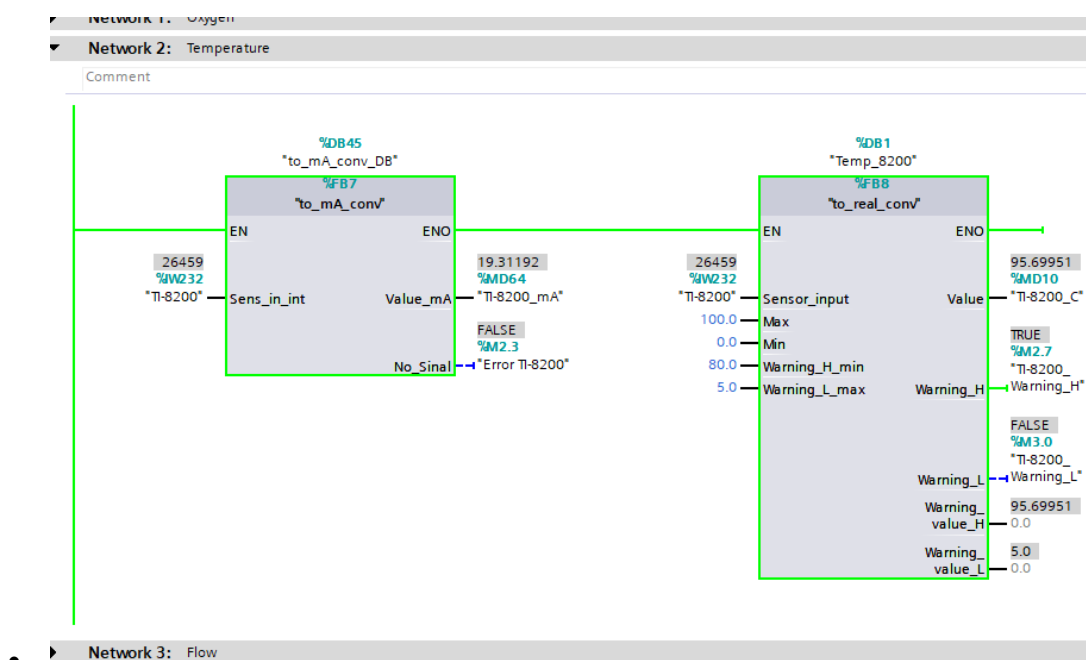 Network 1: Oxygen
Network 2: Temperature
Comment
%DB45
"to_mA_conv_DB"
%FB7
"to_mA_conv"
EN
ENO
26459
%IW232
"TI-8200"
Sens_in_int
19.31192
%MD64
Value_mA
"TI-8200_mA"
FALSE
%M2.3
No_Sinal
"Error TI-8200"
%DB1
"Temp_8200"
%FB8
"to_real_conv"
EN
ENO
26459
%IW232
"TI-8200"
Sensor_input
100.0
Max
0.0
Min
80.0
Warning_H_min
5.0
Warning_L_max
95.69951
%MD10
Value
"TI-8200_C"
TRUE
%M2.7
"TI-8200_
Warning_H
Warning_H"
FALSE
%M3.0
"TI-8200_
Warning_L
Warning_L"
Warning_
value_H
95.69951
0.0
Warning_
value_L
5.0
0.0
Network 3: Flow